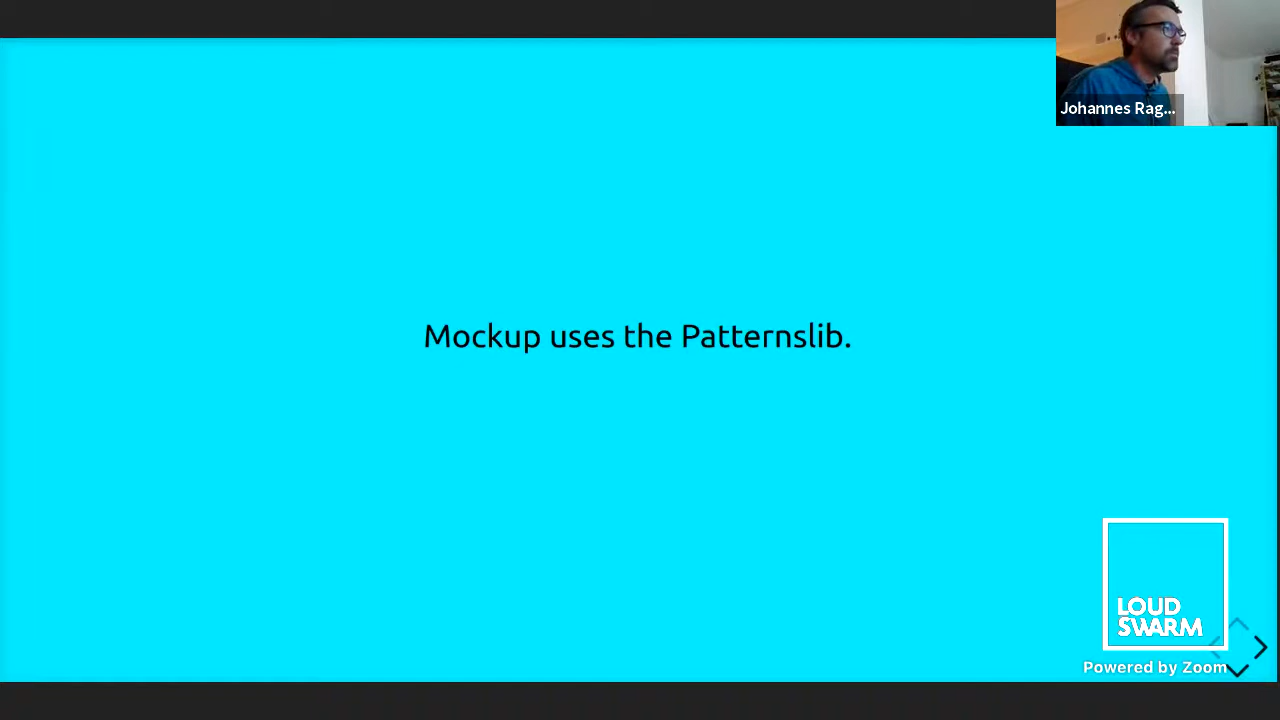 Johannes Rag...
Mockup uses the Patternslib.
LOUD
SWARM
Powered by Zoom